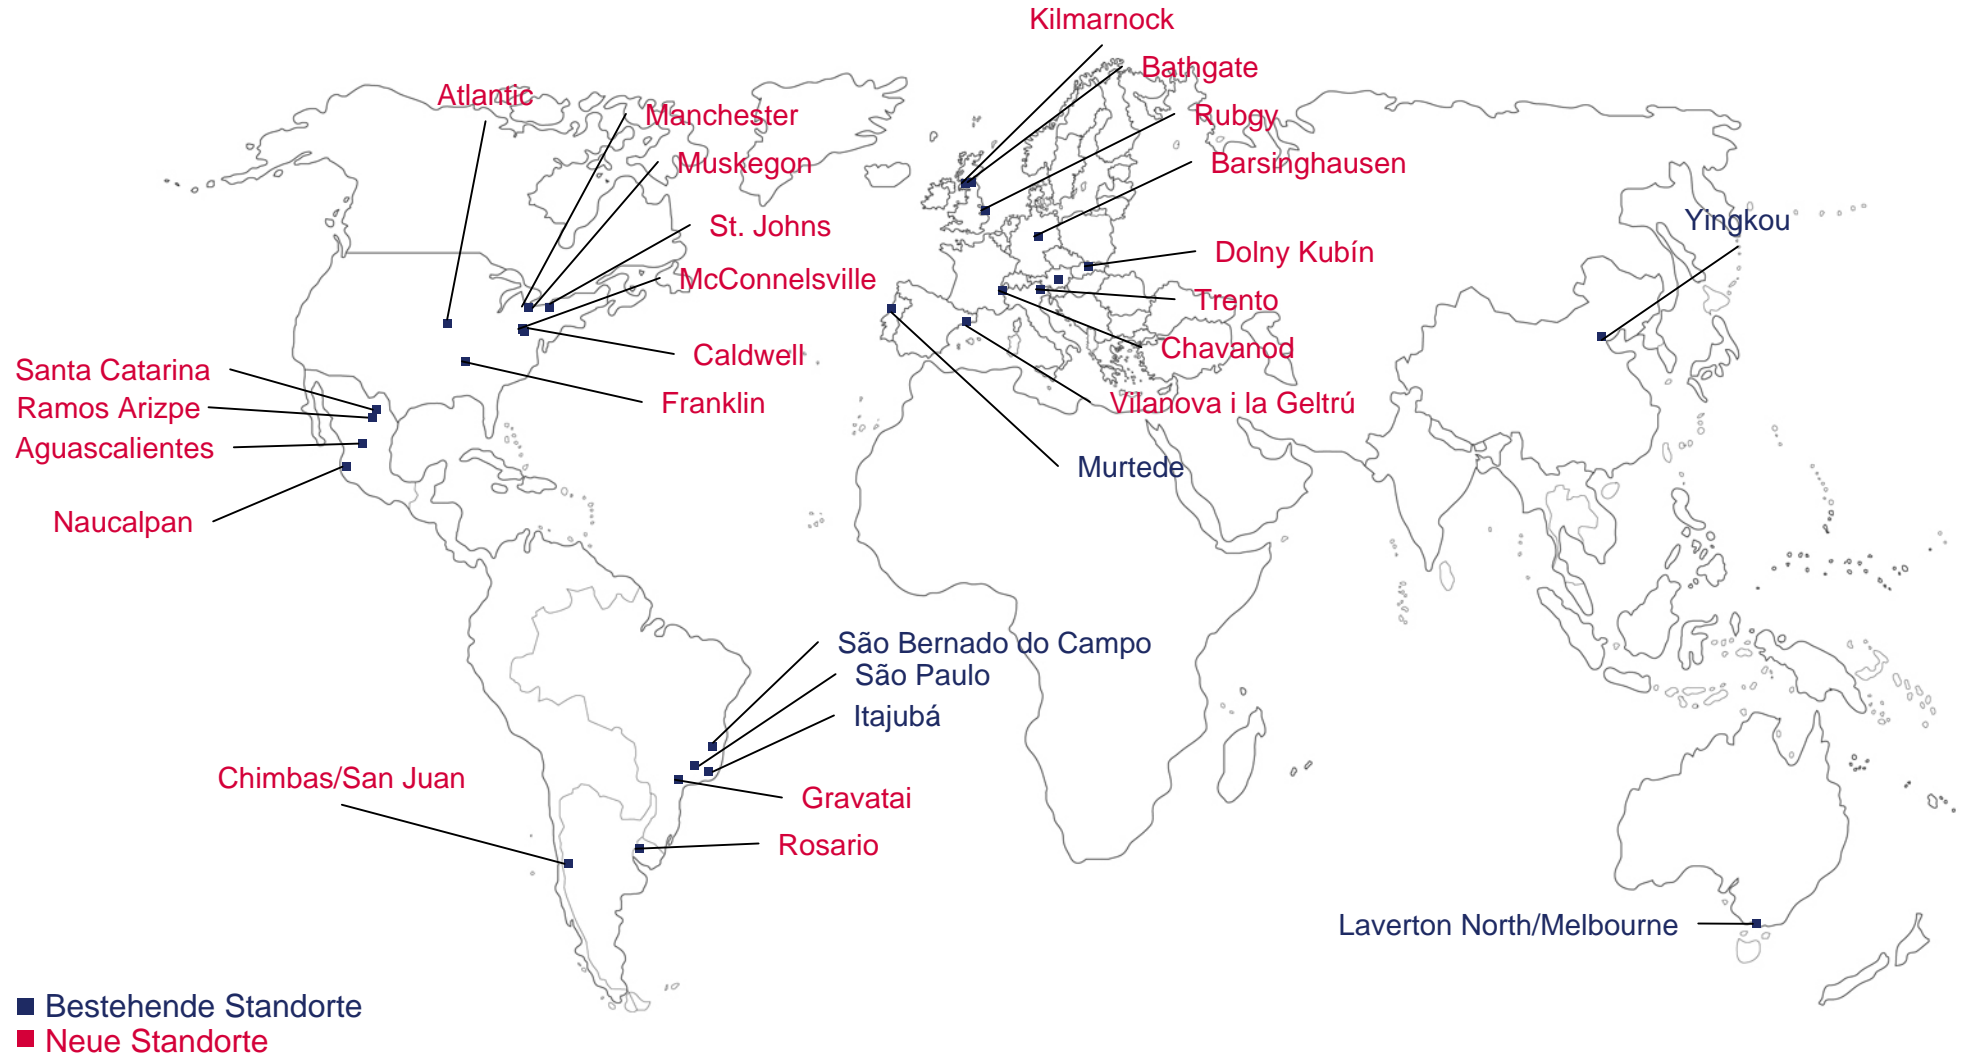 Kilmarnock
Bathgate
Atlantic
Manchester
Rubgy
Muskegon
Barsinghausen
Yingkou
St. Johns
Dolny Kubín
McConnelsville
Trento
Chavanod
Caldwell
Santa Catarina
Ramos Arizpe
Franklin
Vilanova i la Geltrú
Aguascalientes
Murtede
Naucalpan
São Bernado do Campo
São Paulo
Itajubá
Chimbas/San Juan
Gravatai
Rosario
Laverton North/Melbourne
Bestehende Standorte
Neue Standorte